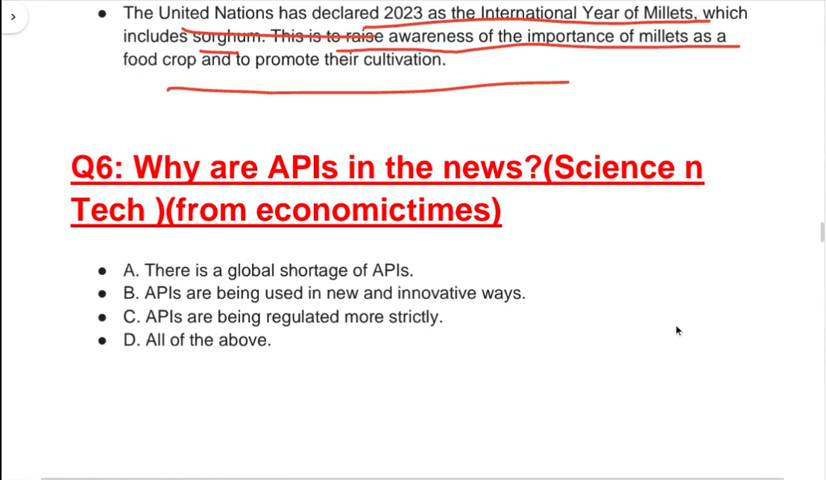 The United Nations has declared 2023 as the International Year of Millets, which
includes sorghum. This is to raise awareness of the importance of millets as a
food crop and to promote their cultivation.
Q6: Why are APIs in the news?(Science n
Tech )(from economictimes)
A. There is a global shortage of APIs.
B. APIs are being used in new and innovative ways.
C. APIs are being regulated more strictly.
D. All of the above.